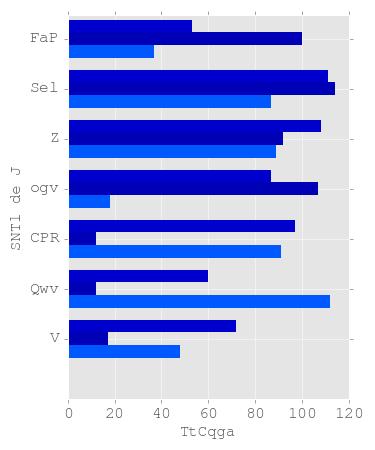 FaP
Sel
Z
ogv
CPR
Qwv
V
SNTl de J
0 20 40 60 80 100 120
TtCqga